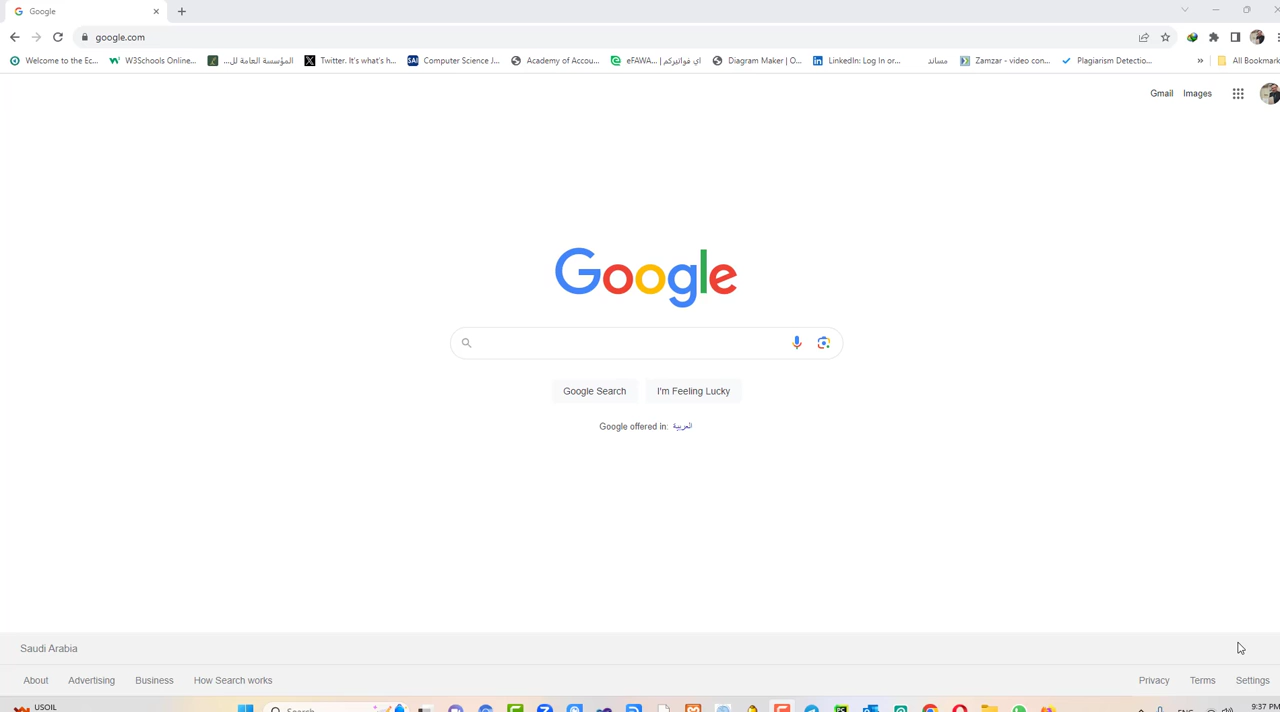 Google
google.com
Welcome to the Ec...
W3Schools Online...
المؤسسة العامة لل...
Twitter. It's what's h...
Computer Science J...
Academy of Accou...
eFAWA... | اي فواتيركم
Diagram Maker | O...
LinkedIn: Log In or...
مساند
Zamzar - video con...
Plagiarism Detectio...
»
All Bookmark
Gmail
Images
Google
Google Search
I'm Feeling Lucky
Google offered in: العربية
Saudi Arabia
About
Advertising
Business
How Search works
Privacy
Terms
Settings
USOIL
Search
ENG
9:37 PM